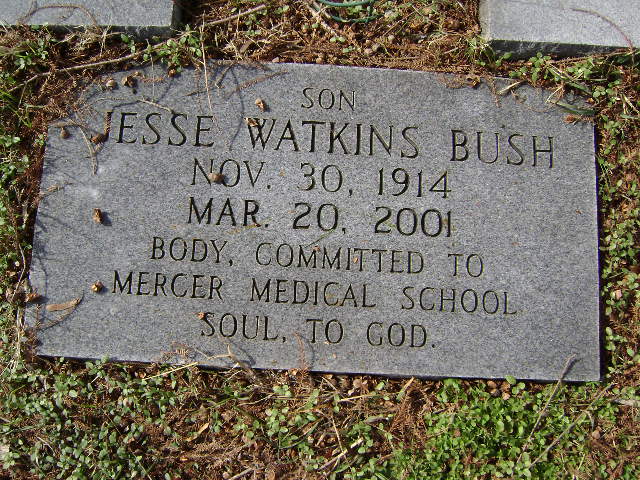 SON
JESSE WATKINS BUSH
NOV. 30, 1914
MAR. 20, 2001
BODY, COMMITTED TO
MERCER MEDICAL SCHOOL
SOUL, TO GOD.